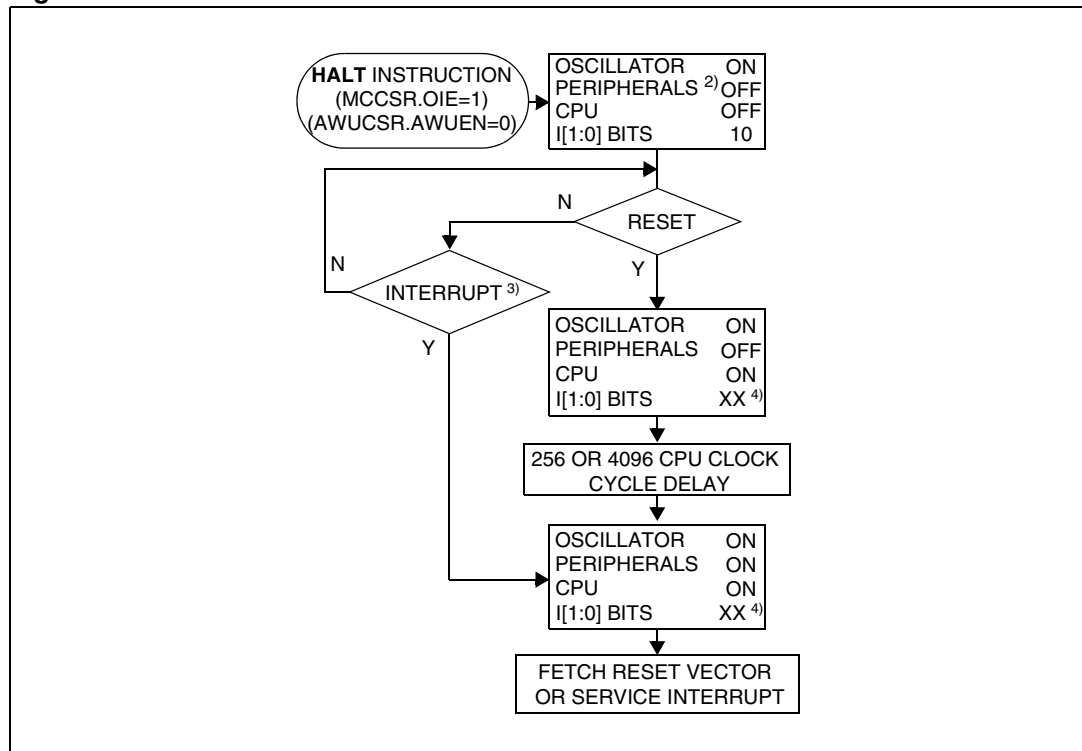 HALT INSTRUCTION
(MCCSR.OIE=1)
(AWUCSR.AWUEN=0)
OSCILLATOR ON
PERIPHERALS 2) OFF
CPU OFF
I[1:0] BITS 10
N
RESET
N
Y
INTERRUPT 3)
Y
OSCILLATOR ON
PERIPHERALS OFF
CPU ON
I[1:0] BITS XX 4)
256 OR 4096 CPU CLOCK
CYCLE DELAY
OSCILLATOR ON
PERIPHERALS ON
CPU ON
I[1:0] BITS XX 4)
FETCH RESET VECTOR
OR SERVICE INTERRUPT